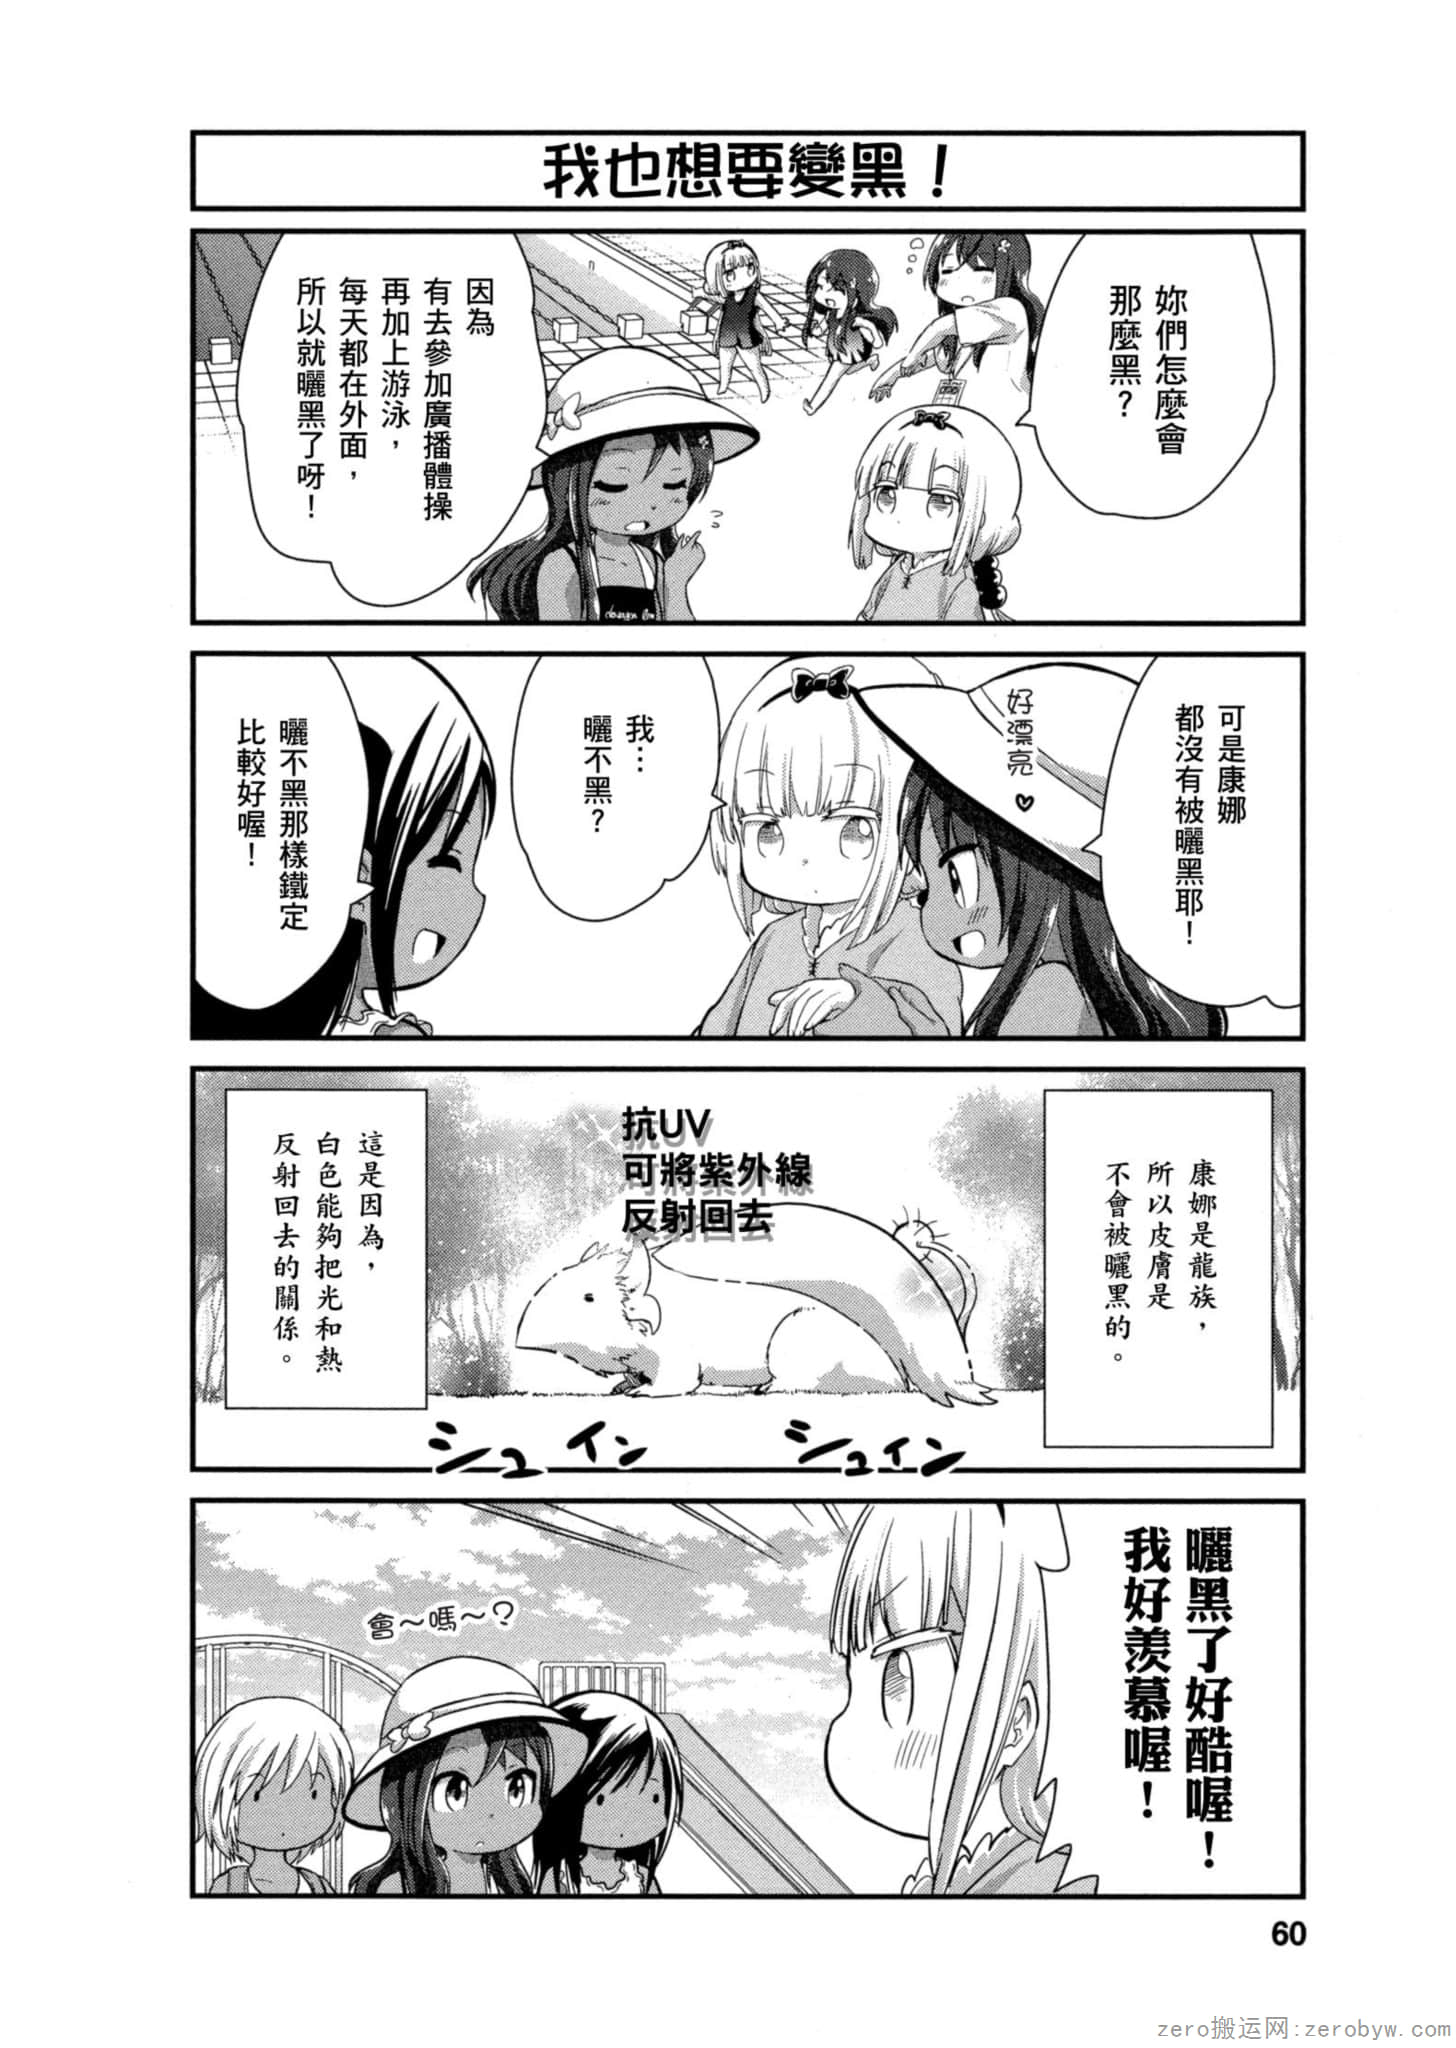 我也想要變黑！
妳們怎麼會
那麼黑？
因為
有去參加廣播體操
再加上游泳，
每天都在外面，
所以就曬黑了呀！
可是康娜
都沒有被曬黑耶！
好漂亮♡
我…
曬不黑？
曬不黑那樣鐵定
比較好喔！
康娜是龍族，
所以皮膚是
不會被曬黑的。
抗UV
可將紫外線
反射回去
這是因為，
白色能夠把光和熱
反射回去的關係。
シュイン
シュイン
曬黑了好酷喔！
我好羨慕喔！
會～嗎～？
60
zero搬运网:zerobyw.com